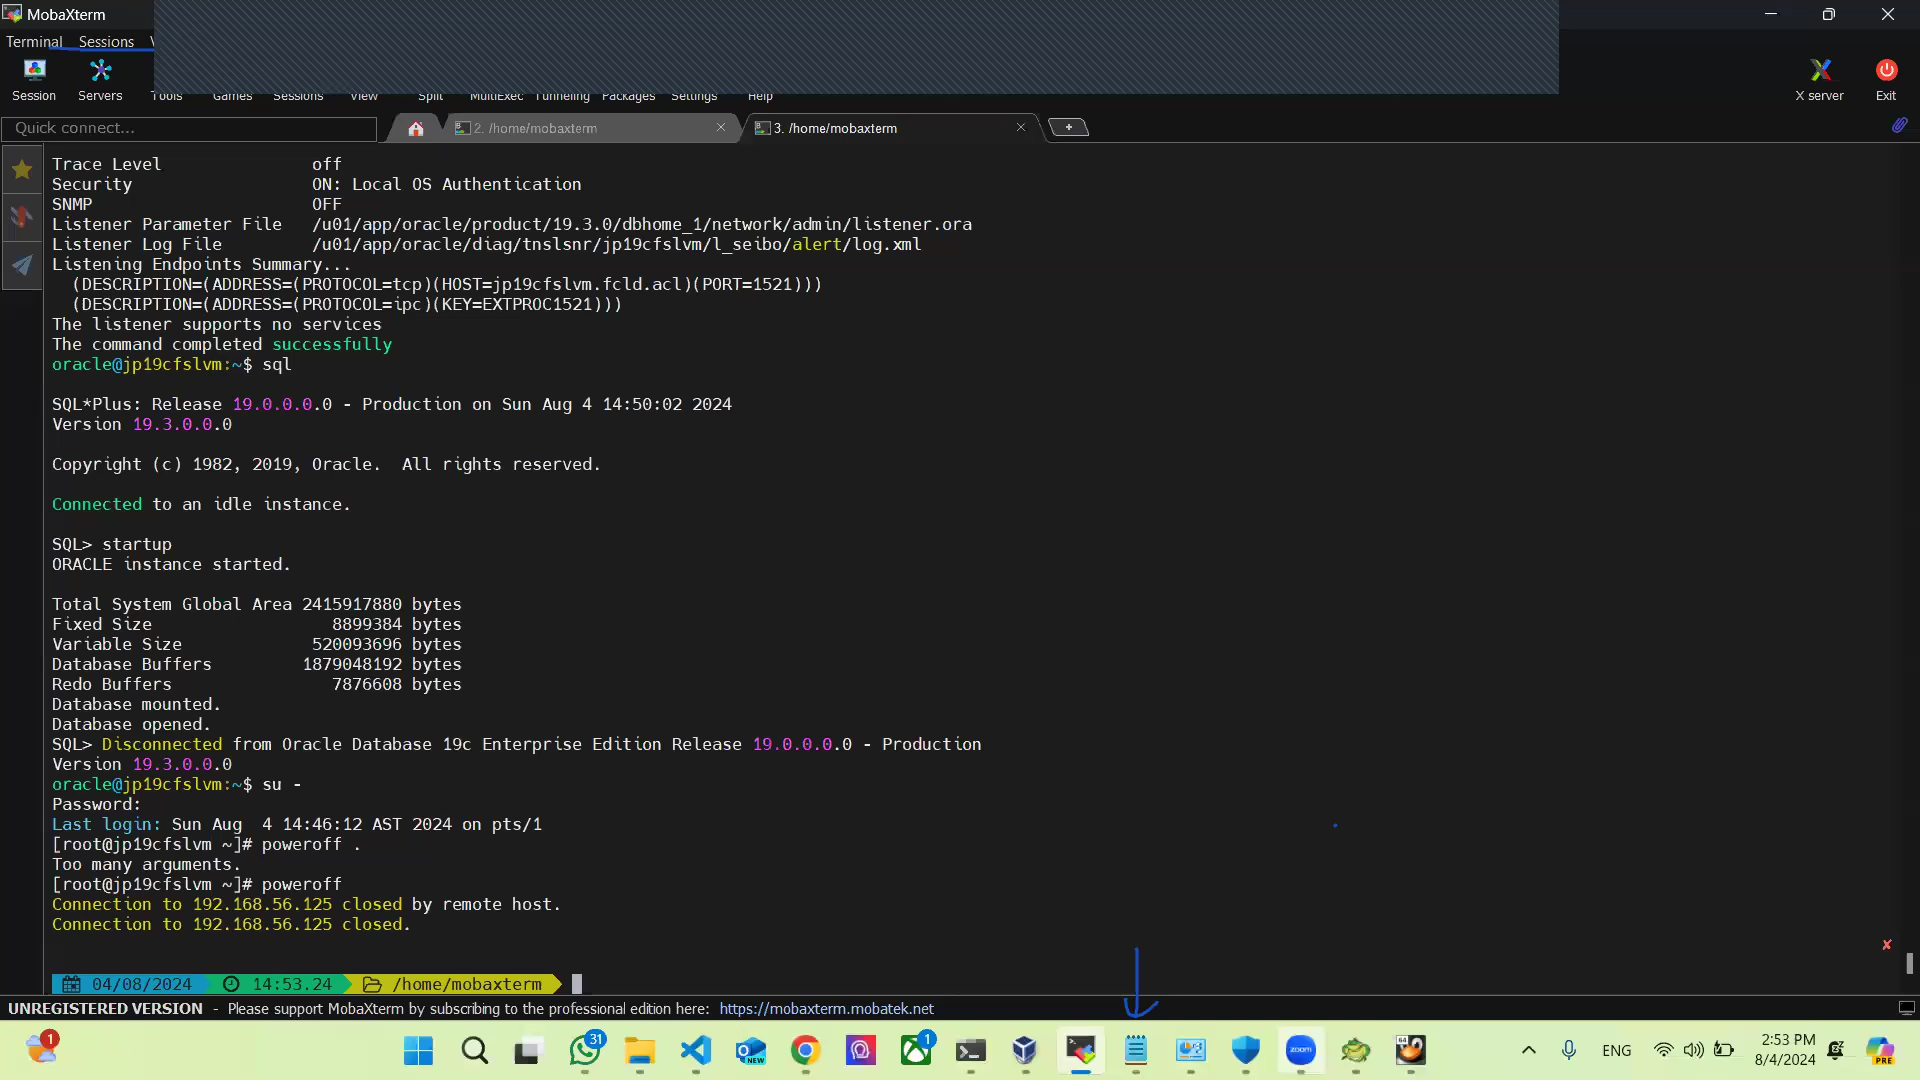 MobaXterm
Terminal Sessions
Session Servers Tools Games Sessions View Split MultiExec Tunneling Packages Settings Help X server Exit
Quick connect...
2. /home/mobaxterm
3. /home/mobaxterm
Trace Level off
Security ON: Local OS Authentication
SNMP OFF
Listener Parameter File /u01/app/oracle/product/19.3.0/dbhome_1/network/admin/listener.ora
Listener Log File /u01/app/oracle/diag/tnslsnr/jp19cfslvm/l_seibo/alert/log.xml
Listening Endpoints Summary...
(DESCRIPTION=(ADDRESS=(PROTOCOL=tcp)(HOST=jp19cfslvm.fcld.acl)(PORT=1521)))
(DESCRIPTION=(ADDRESS=(PROTOCOL=ipc)(KEY=EXTPROC1521)))
The listener supports no services
The command completed successfully
oracle@jp19cfslvm:~$ sql
SQL*Plus: Release 19.0.0.0.0 - Production on Sun Aug 4 14:50:02 2024
Version 19.3.0.0.0
Copyright (c) 1982, 2019, Oracle. All rights reserved.
Connected to an idle instance.
SQL> startup
ORACLE instance started.
Total System Global Area 2415917880 bytes
Fixed Size 8899384 bytes
Variable Size 520093696 bytes
Database Buffers 1879048192 bytes
Redo Buffers 7876608 bytes
Database mounted.
Database opened.
SQL> Disconnected from Oracle Database 19c Enterprise Edition Release 19.0.0.0.0 - Production
Version 19.3.0.0.0
oracle@jp19cfslvm:~$ su -
Password:
Last login: Sun Aug 4 14:46:12 AST 2024 on pts/1
[root@jp19cfslvm ~]# poweroff .
Too many arguments.
[root@jp19cfslvm ~]# poweroff
Connection to 192.168.56.125 closed by remote host.
Connection to 192.168.56.125 closed.
04/08/2024 14:53.24 /home/mobaxterm
UNREGISTERED VERSION - Please support MobaXterm by subscribing to the professional edition here: https://mobaxterm.mobatek.net
1
31
NEW
1
zoom
64
ENG
2:53 PM
8/4/2024
PRE